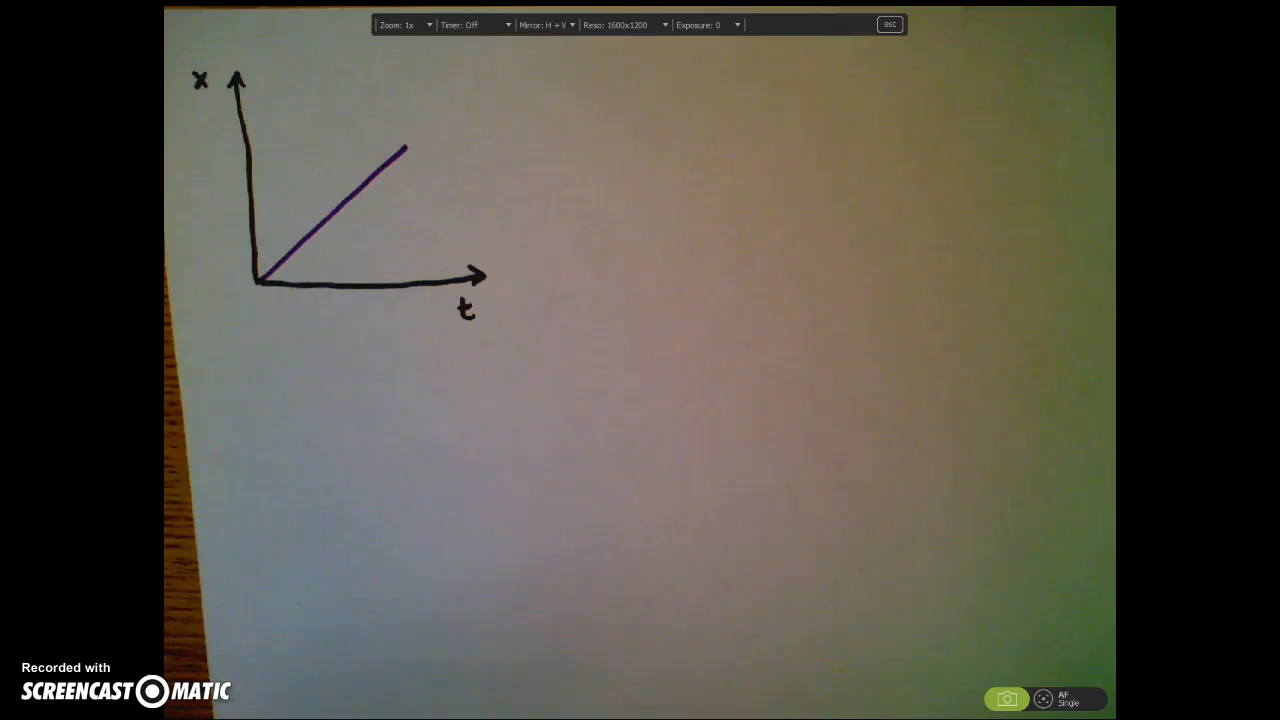 Zoom: 1x Timer: Off Mirror: H + V Reso: 1600x1200 Exposure: 0 esc
x
t
Recorded with
SCREENCAST MATIC
AF
Single